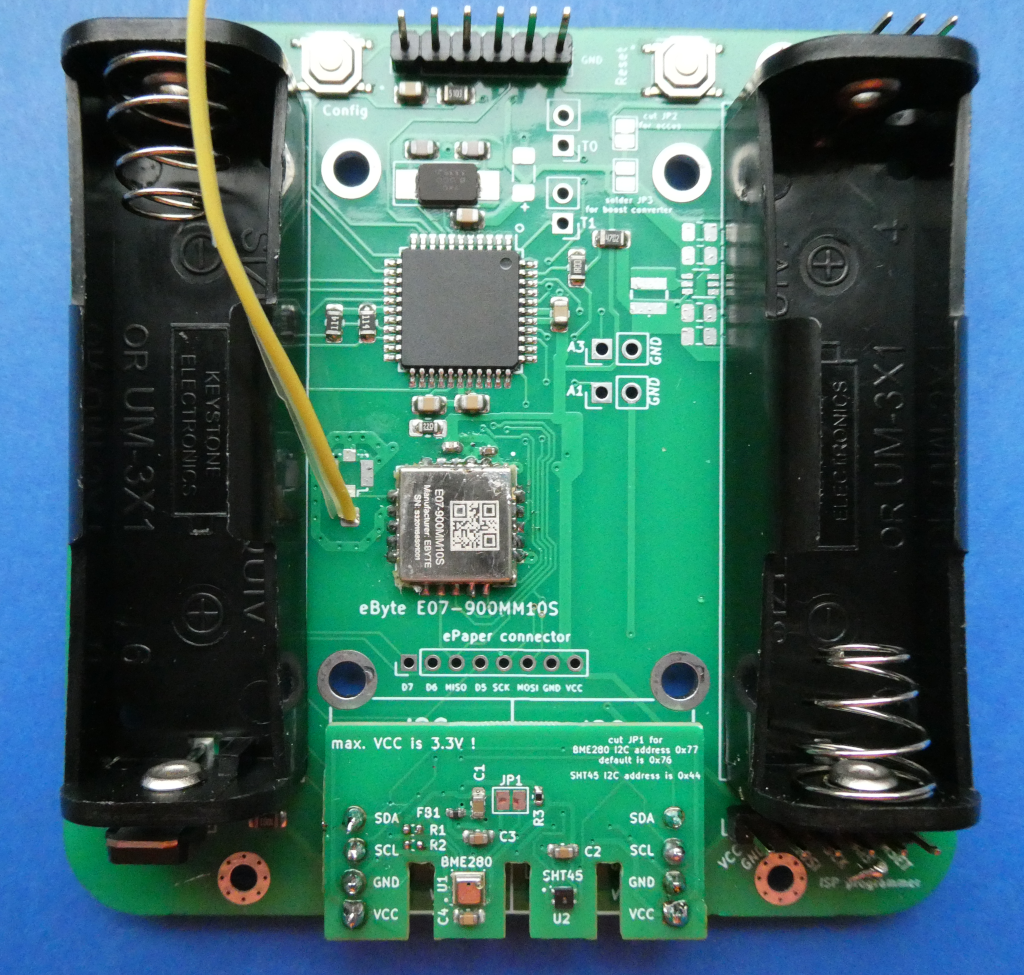 Config
GND
Reset
cut JP2
T0
solder JP3
for boost converter
T1
+
4702
A3
GND
A1
GND
KEYSTONE
ELECTRONICS
OR UM-3X1
ELECTRONICS
OR UM-3X1
E07-900MM10S
Manufacturer: EBYTE
eByte E07-900MM10S
ePaper connector
D7 D6 MISO D5 SCK MOSI GND VCC
max. VCC is 3.3V !
cut JP1 for
BME280 I2C address 0x77
default is 0x76
SHT45 I2C address is 0x44
C1
JP1
R3
FB1
R1
R2
C3
SDA
SCL
GND
VCC
BME280
U1
C4
C2
SHT45
U2
SDA
SCL
GND
VCC
VCC
GND
ISP programmer